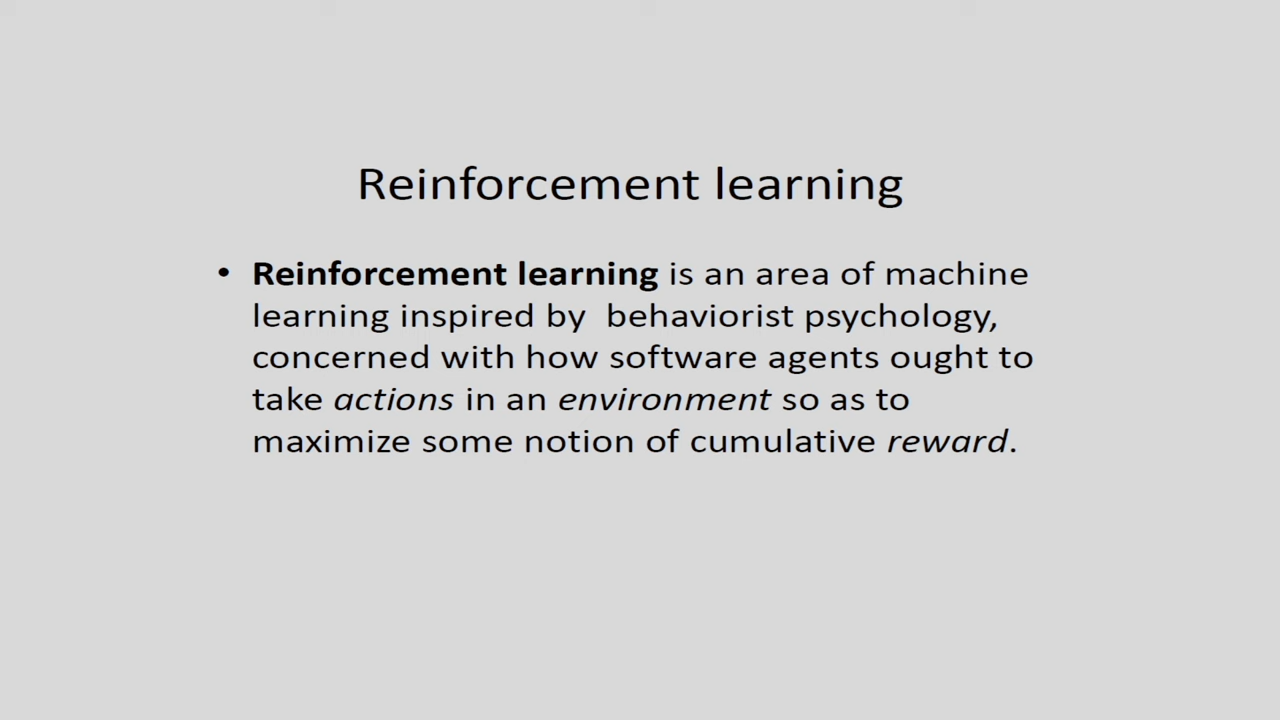 Reinforcement learning
• Reinforcement learning is an area of machine
learning inspired by  behaviorist psychology,
concerned with how software agents ought to
take actions in an environment so as to
maximize some notion of cumulative reward.